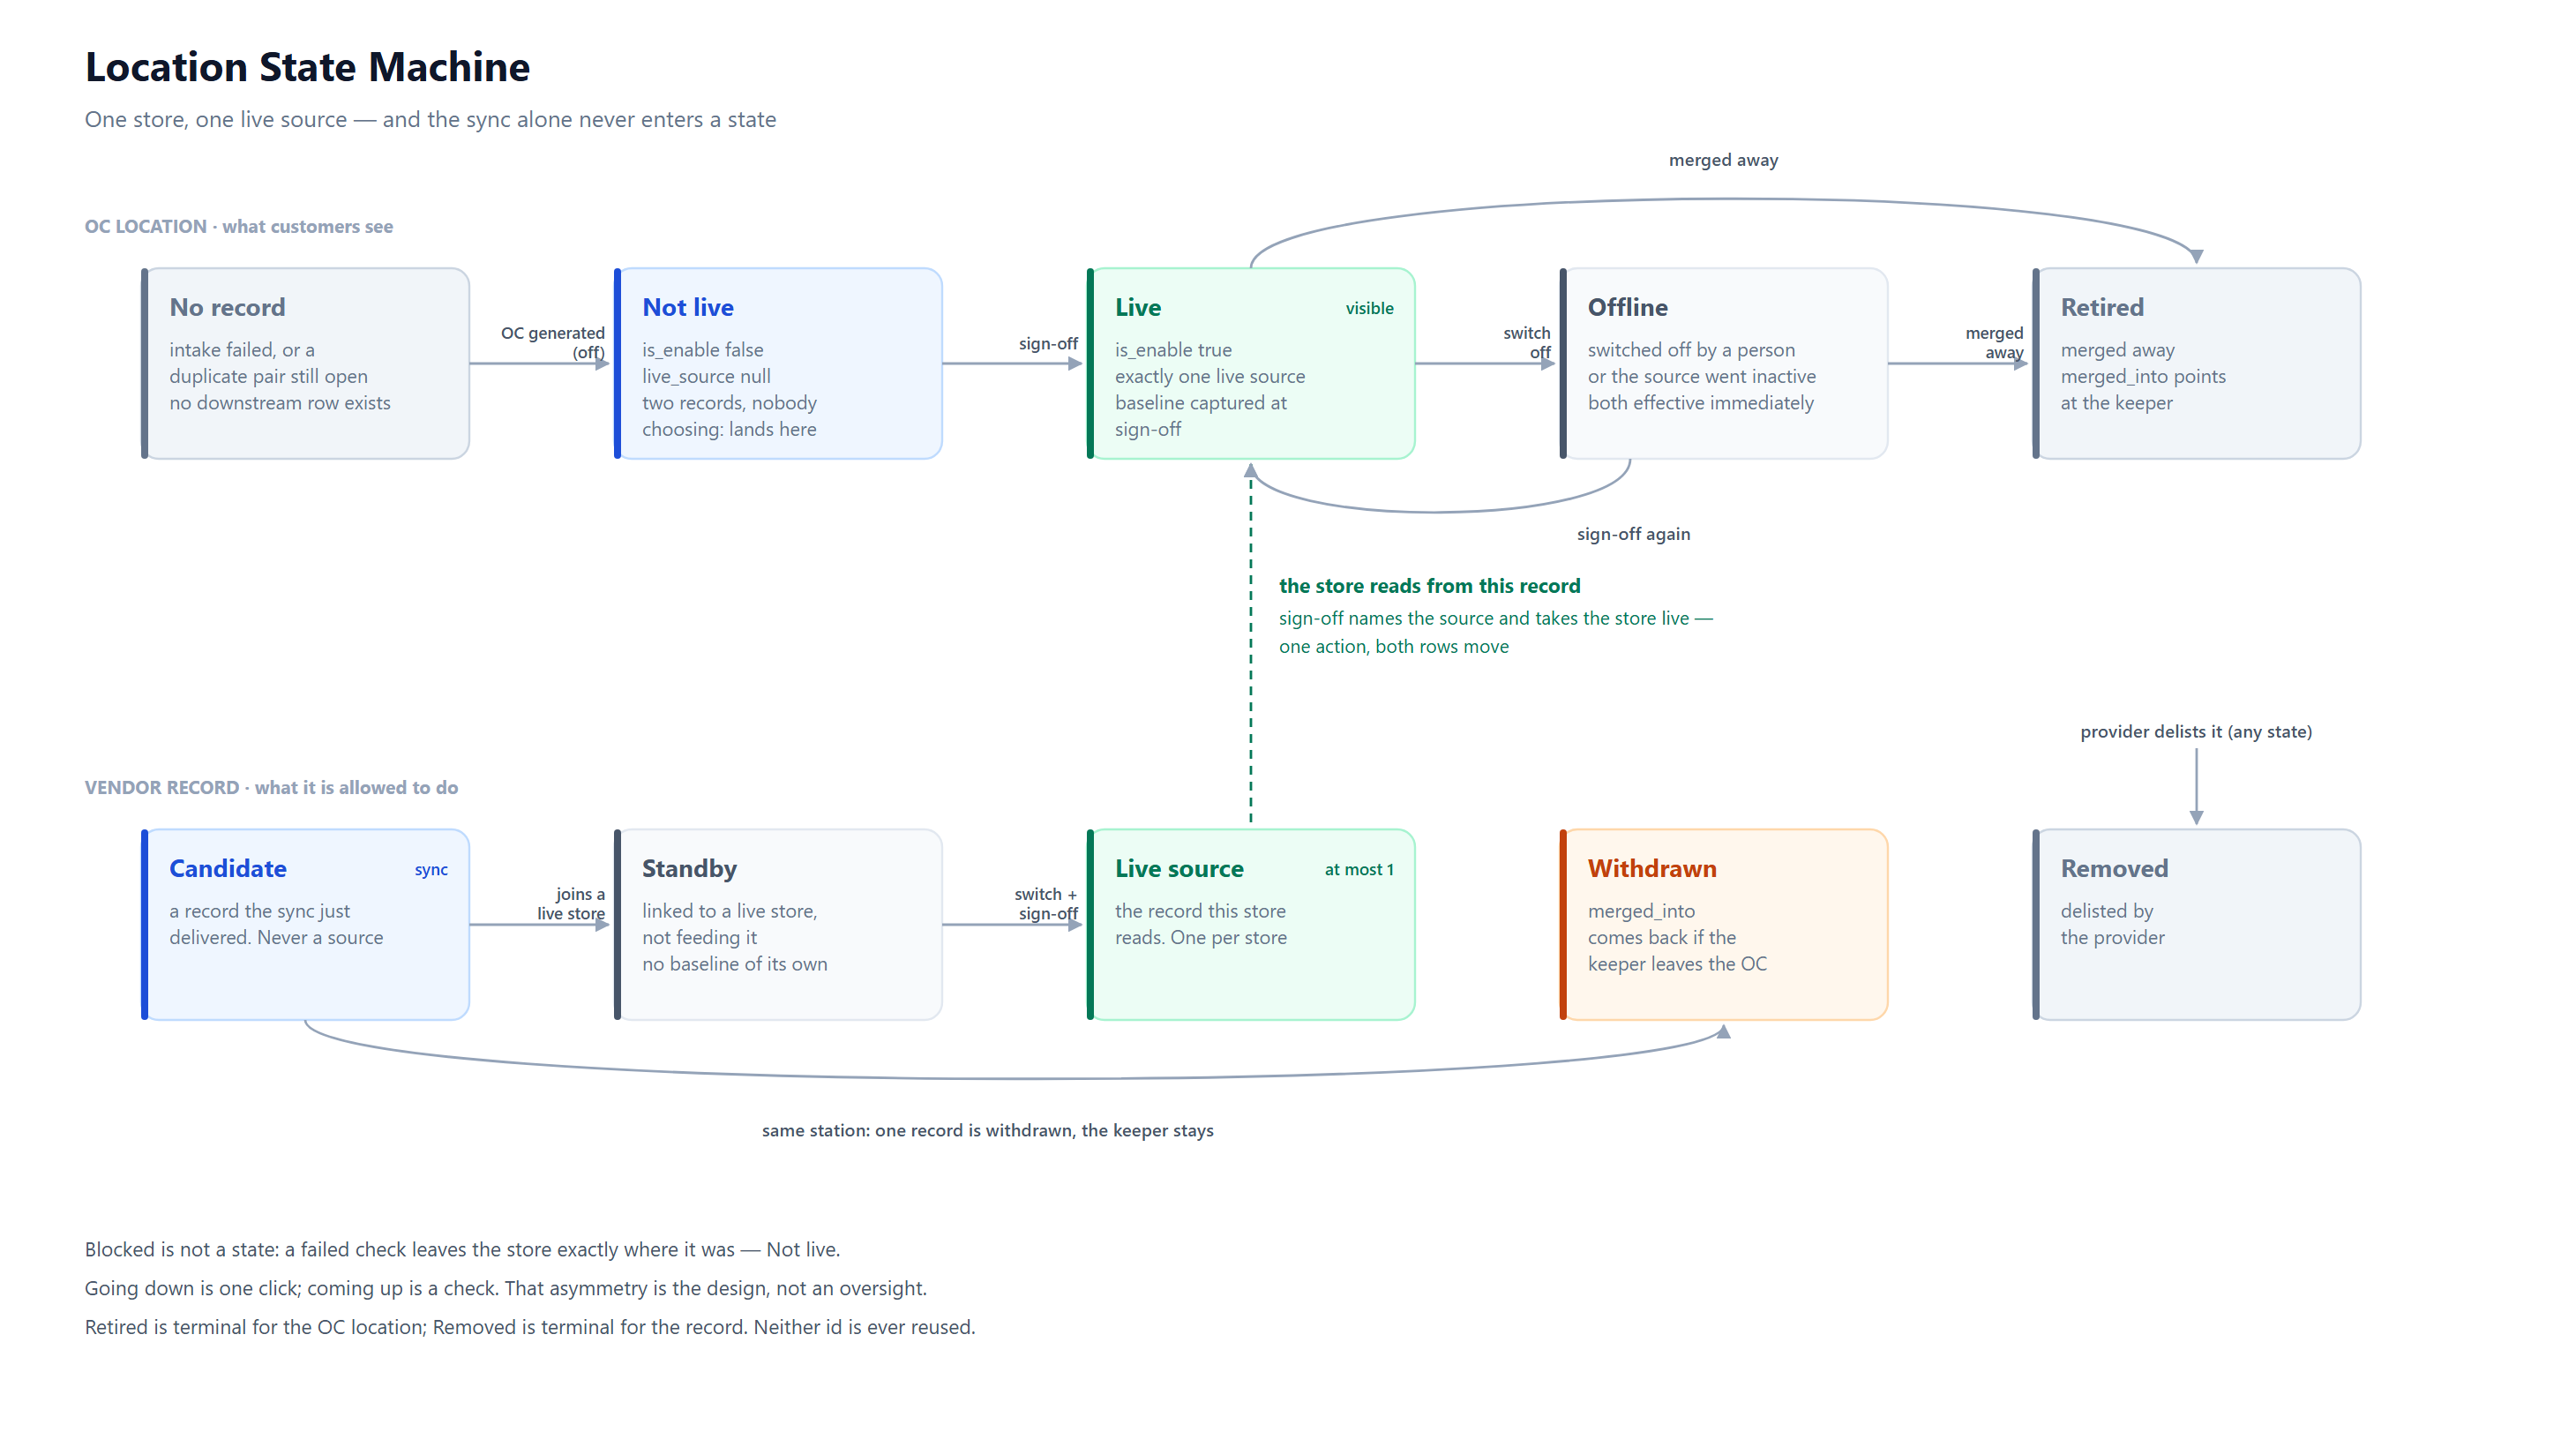 Location State Machine
One store, one live source — and the sync alone never enters a state
merged away
OC LOCATION · what customers see
No record
intake failed, or a
duplicate pair still open
no downstream row exists
OC generated
(off)
Not live
is_enable false
live_source null
two records, nobody
choosing: lands here
sign-off
Live
visible
is_enable true
exactly one live source
baseline captured at
sign-off
switch
off
Offline
switched off by a person
or the source went inactive
both effective immediately
merged
away
Retired
merged away
merged_into points
at the keeper
sign-off again
the store reads from this record
sign-off names the source and takes the store live —
one action, both rows move
provider delists it (any state)
VENDOR RECORD · what it is allowed to do
Candidate
sync
a record the sync just
delivered. Never a source
joins a
live store
Standby
linked to a live store,
not feeding it
no baseline of its own
switch +
sign-off
Live source
at most 1
the record this store
reads. One per store
Withdrawn
merged_into
comes back if the
keeper leaves the OC
Removed
delisted by
the provider
same station: one record is withdrawn, the keeper stays
Blocked is not a state: a failed check leaves the store exactly where it was — Not live.
Going down is one click; coming up is a check. That asymmetry is the design, not an oversight.
Retired is terminal for the OC location; Removed is terminal for the record. Neither id is ever reused.